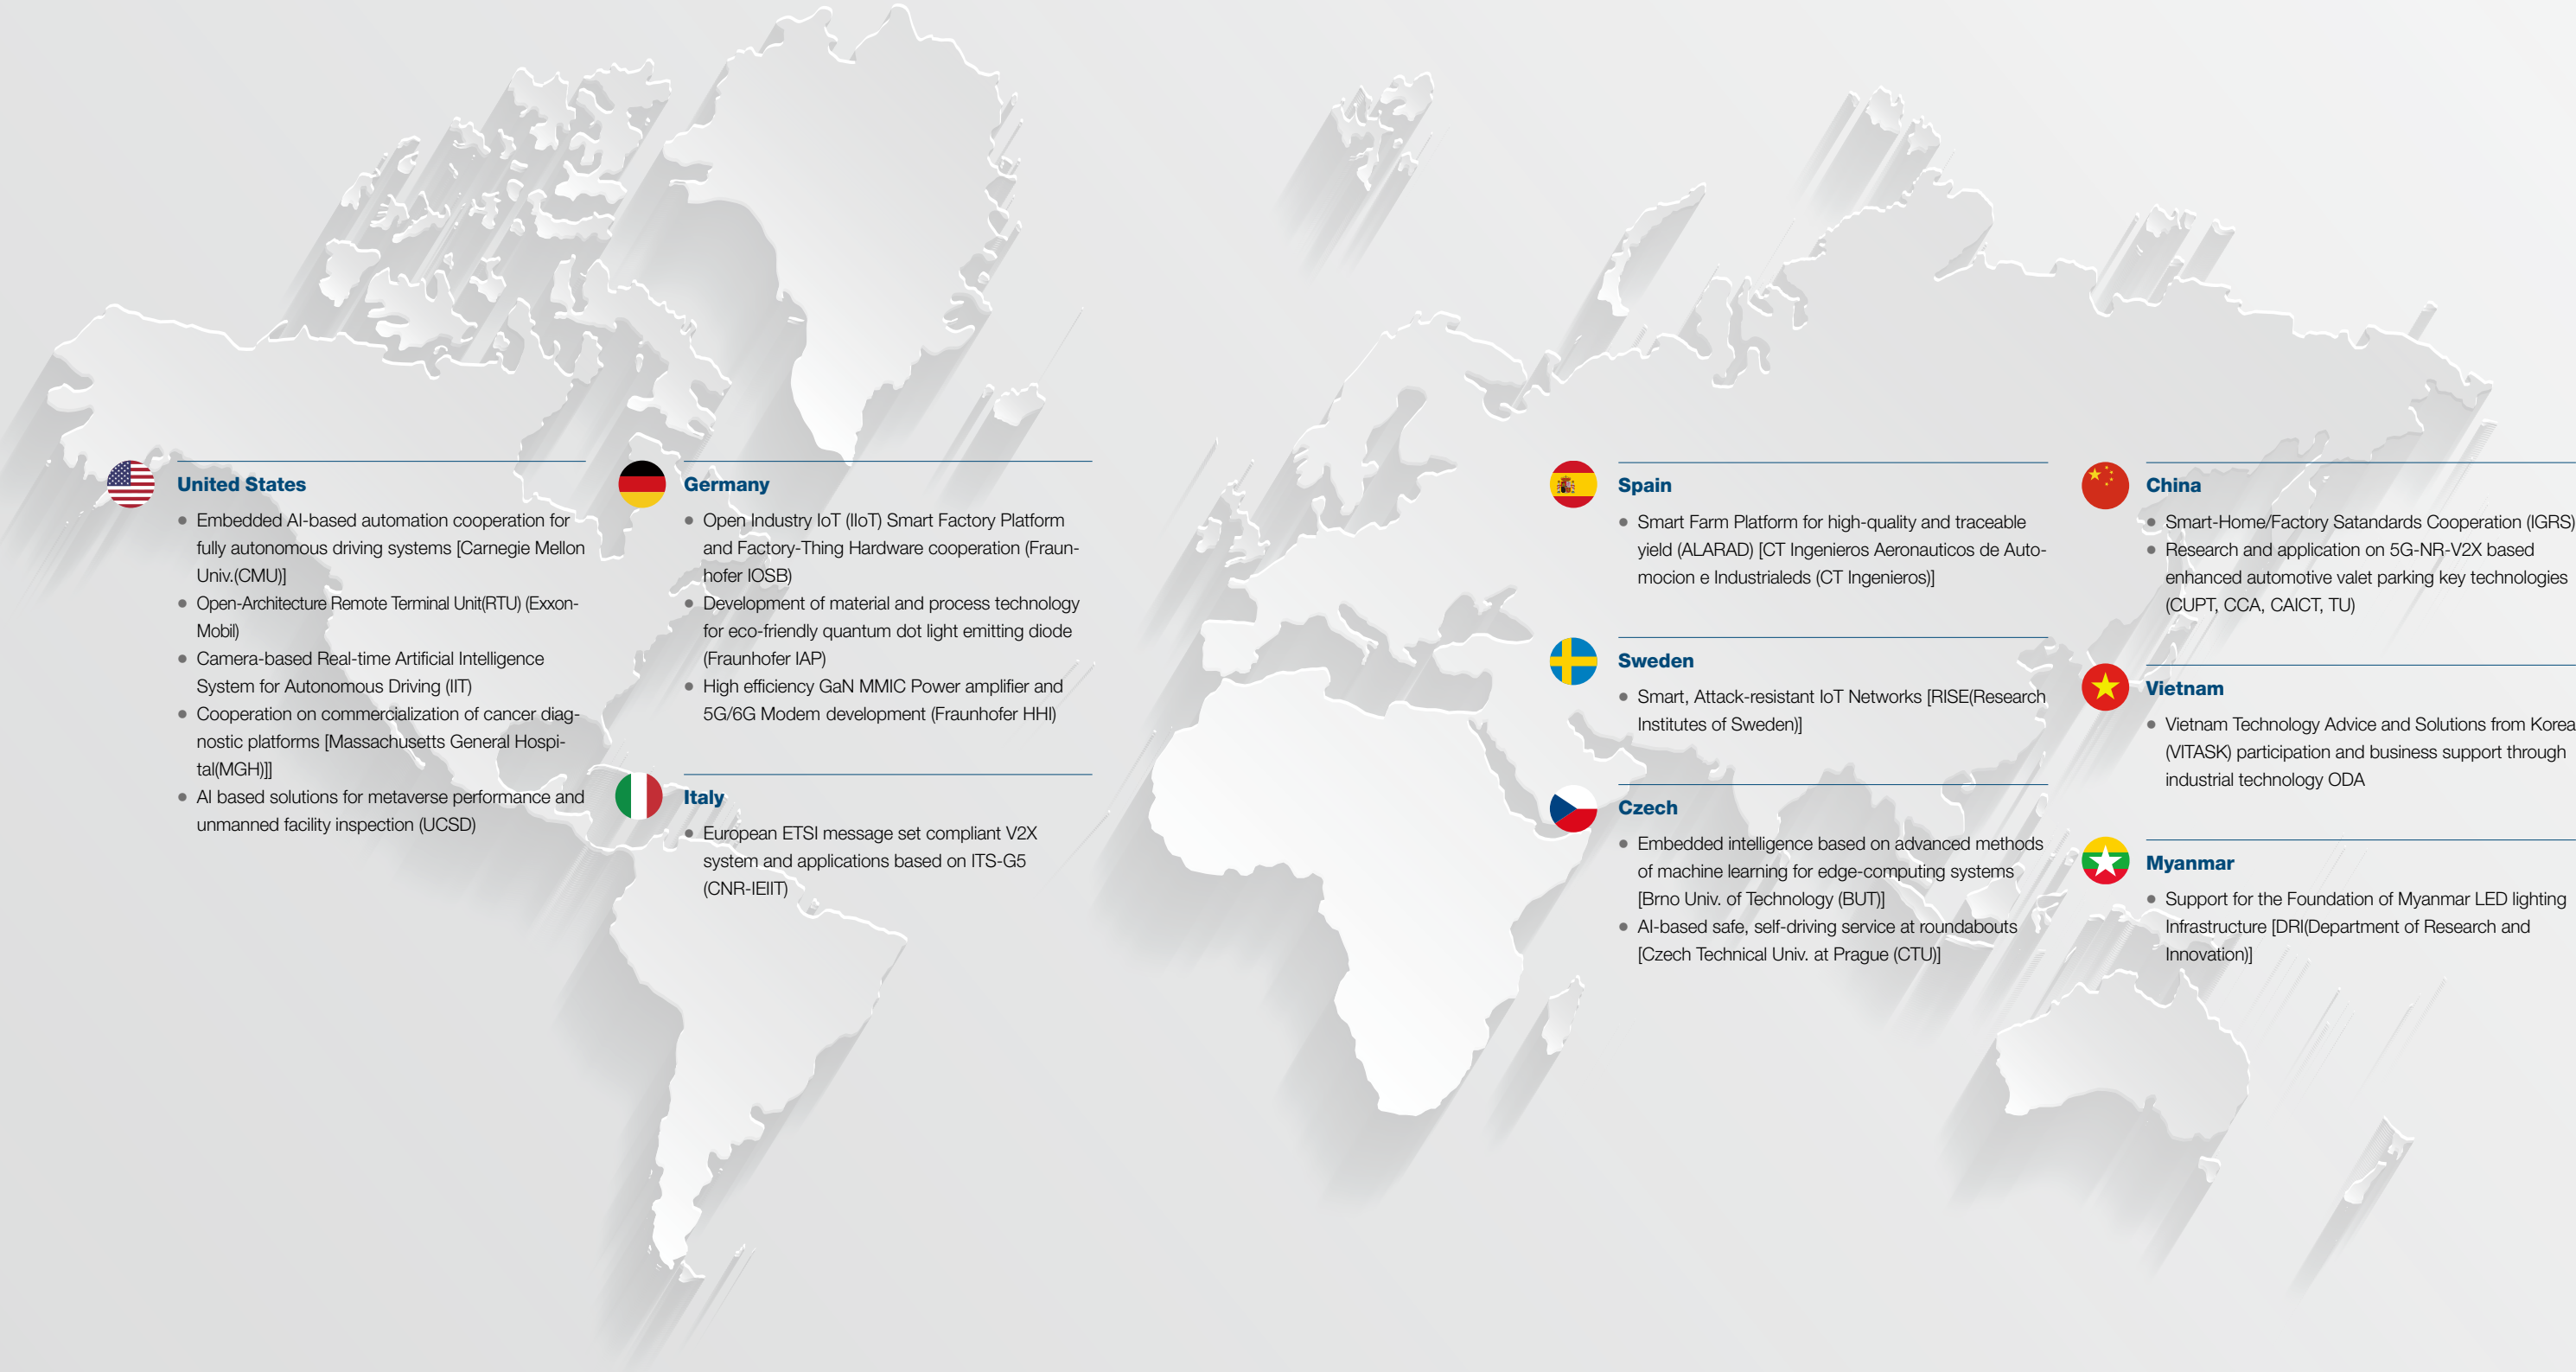 United States
• Embedded AI-based automation cooperation for
fully autonomous driving systems [Carnegie Mellon
Univ.(CMU)]
• Open-Architecture Remote Terminal Unit(RTU) (Exxon-
Mobil)
• Camera-based Real-time Artificial Intelligence
System for Autonomous Driving (IIT)
• Cooperation on commercialization of cancer diag-
nostic platforms [Massachusetts General Hospi-
tal(MGH)]]
• AI based solutions for metaverse performance and
unmanned facility inspection (UCSD)
Germany
• Open Industry IoT (IIoT) Smart Factory Platform
and Factory-Thing Hardware cooperation (Fraun-
hofer IOSB)
• Development of material and process technology
for eco-friendly quantum dot light emitting diode
(Fraunhofer IAP)
• High efficiency GaN MMIC Power amplifier and
5G/6G Modem development (Fraunhofer HHI)
Italy
• European ETSI message set compliant V2X
system and applications based on ITS-G5
(CNR-IEIIT)
Spain
• Smart Farm Platform for high-quality and traceable
yield (ALARAD) [CT Ingenieros Aeronauticos de Auto-
mocion e Industrialeds (CT Ingenieros)]
Sweden
• Smart, Attack-resistant IoT Networks [RISE(Research
Institutes of Sweden)]
Czech
• Embedded intelligence based on advanced methods
of machine learning for edge-computing systems
[Brno Univ. of Technology (BUT)]
• AI-based safe, self-driving service at roundabouts
[Czech Technical Univ. at Prague (CTU)]
China
• Smart-Home/Factory Satandards Cooperation (IGRS)
• Research and application on 5G-NR-V2X based
enhanced automotive valet parking key technologies
(CUPT, CCA, CAICT, TU)
Vietnam
• Vietnam Technology Advice and Solutions from Korea
(VITASK) participation and business support through
industrial technology ODA
Myanmar
• Support for the Foundation of Myanmar LED lighting
Infrastructure [DRI(Department of Research and
Innovation)]